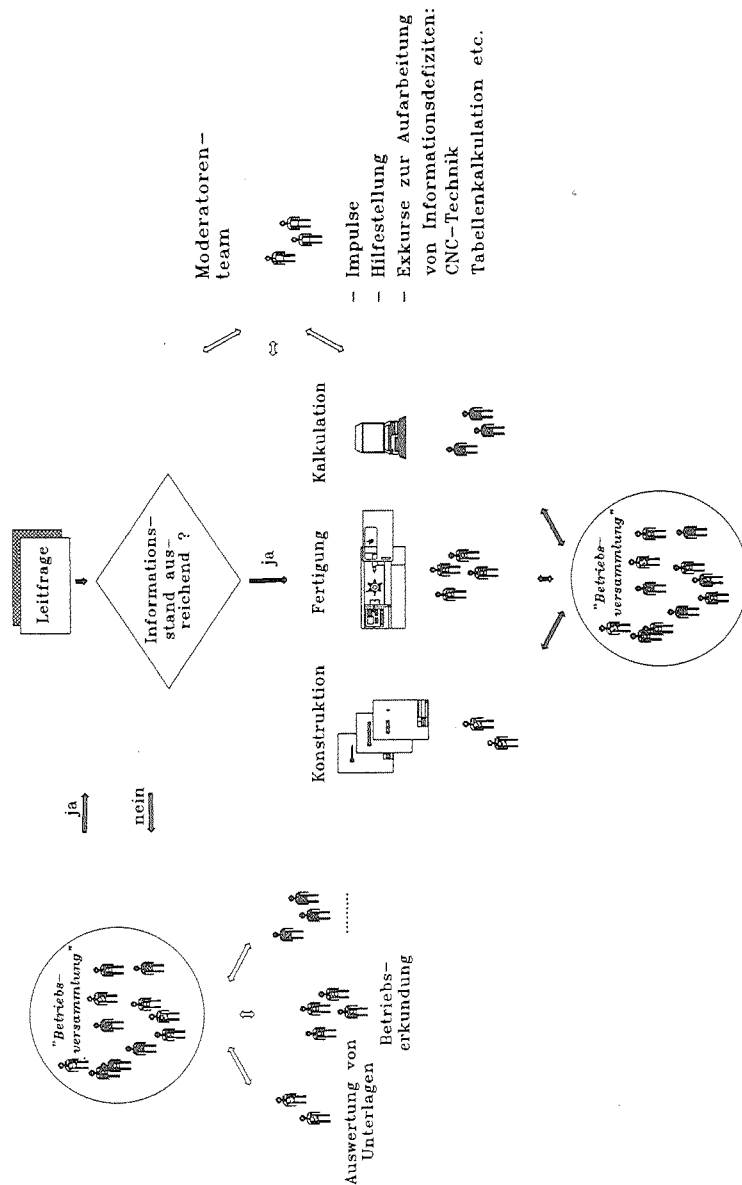 "Betriebs-
versammlung"
Auswertung von
Unterlagen
Betriebs-
erkundung
........
ja
nein
Leitfrage
Informations-
stand aus-
reichend ?
ja
Konstruktion
Fertigung
Kalkulation
"Betriebs-
versammlung"
Moderatoren-
team
- Impulse
- Hilfestellung
- Exkurse zur Aufarbeitung
von Informationsdefiziten:
CNC-Technik
Tabellenkalkulation etc.